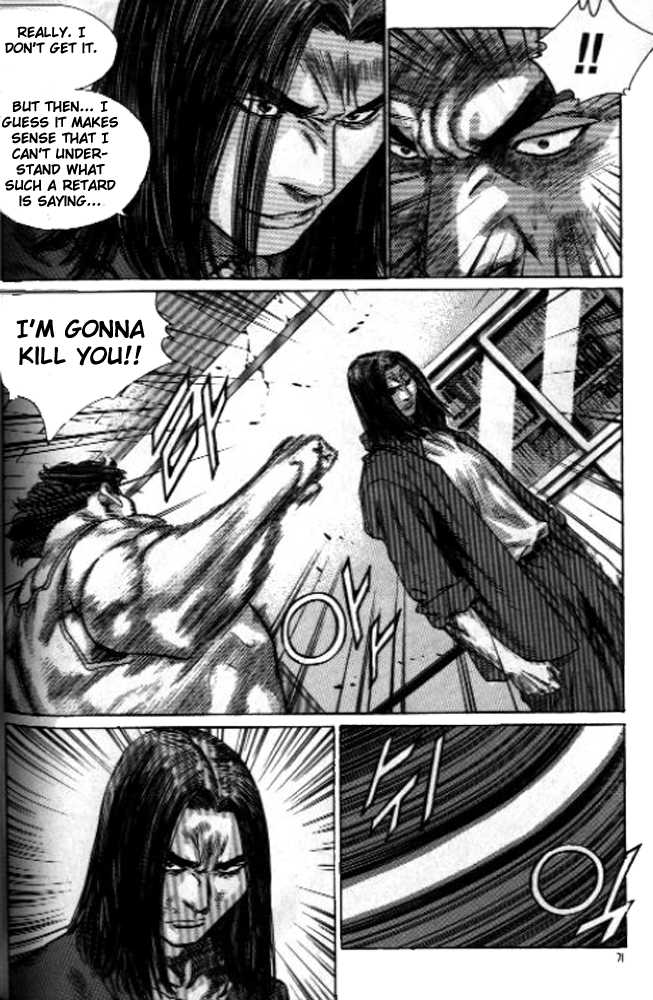 REALLY. I
DON'T GET IT.
BUT THEN... I
GUESS IT MAKES
SENSE THAT I
CAN'T UNDER-
STAND WHAT
SUCH A RETARD
IS SAYING...
!!
I'M GONNA
KILL YOU!!
71